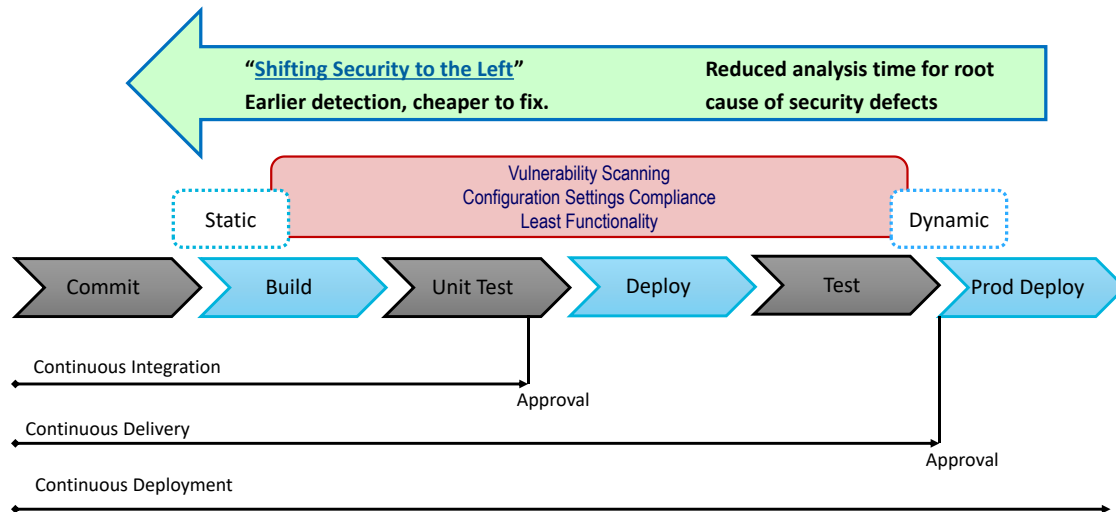 “Shifting Security to the Left”
Earlier detection, cheaper to fix.
Reduced analysis time for root
cause of security defects
Vulnerability Scanning
Configuration Settings Compliance
Least Functionality
Static
Dynamic
Commit
Build
Unit Test
Deploy
Test
Prod Deploy
Continuous Integration
Approval
Continuous Delivery
Approval
Continuous Deployment